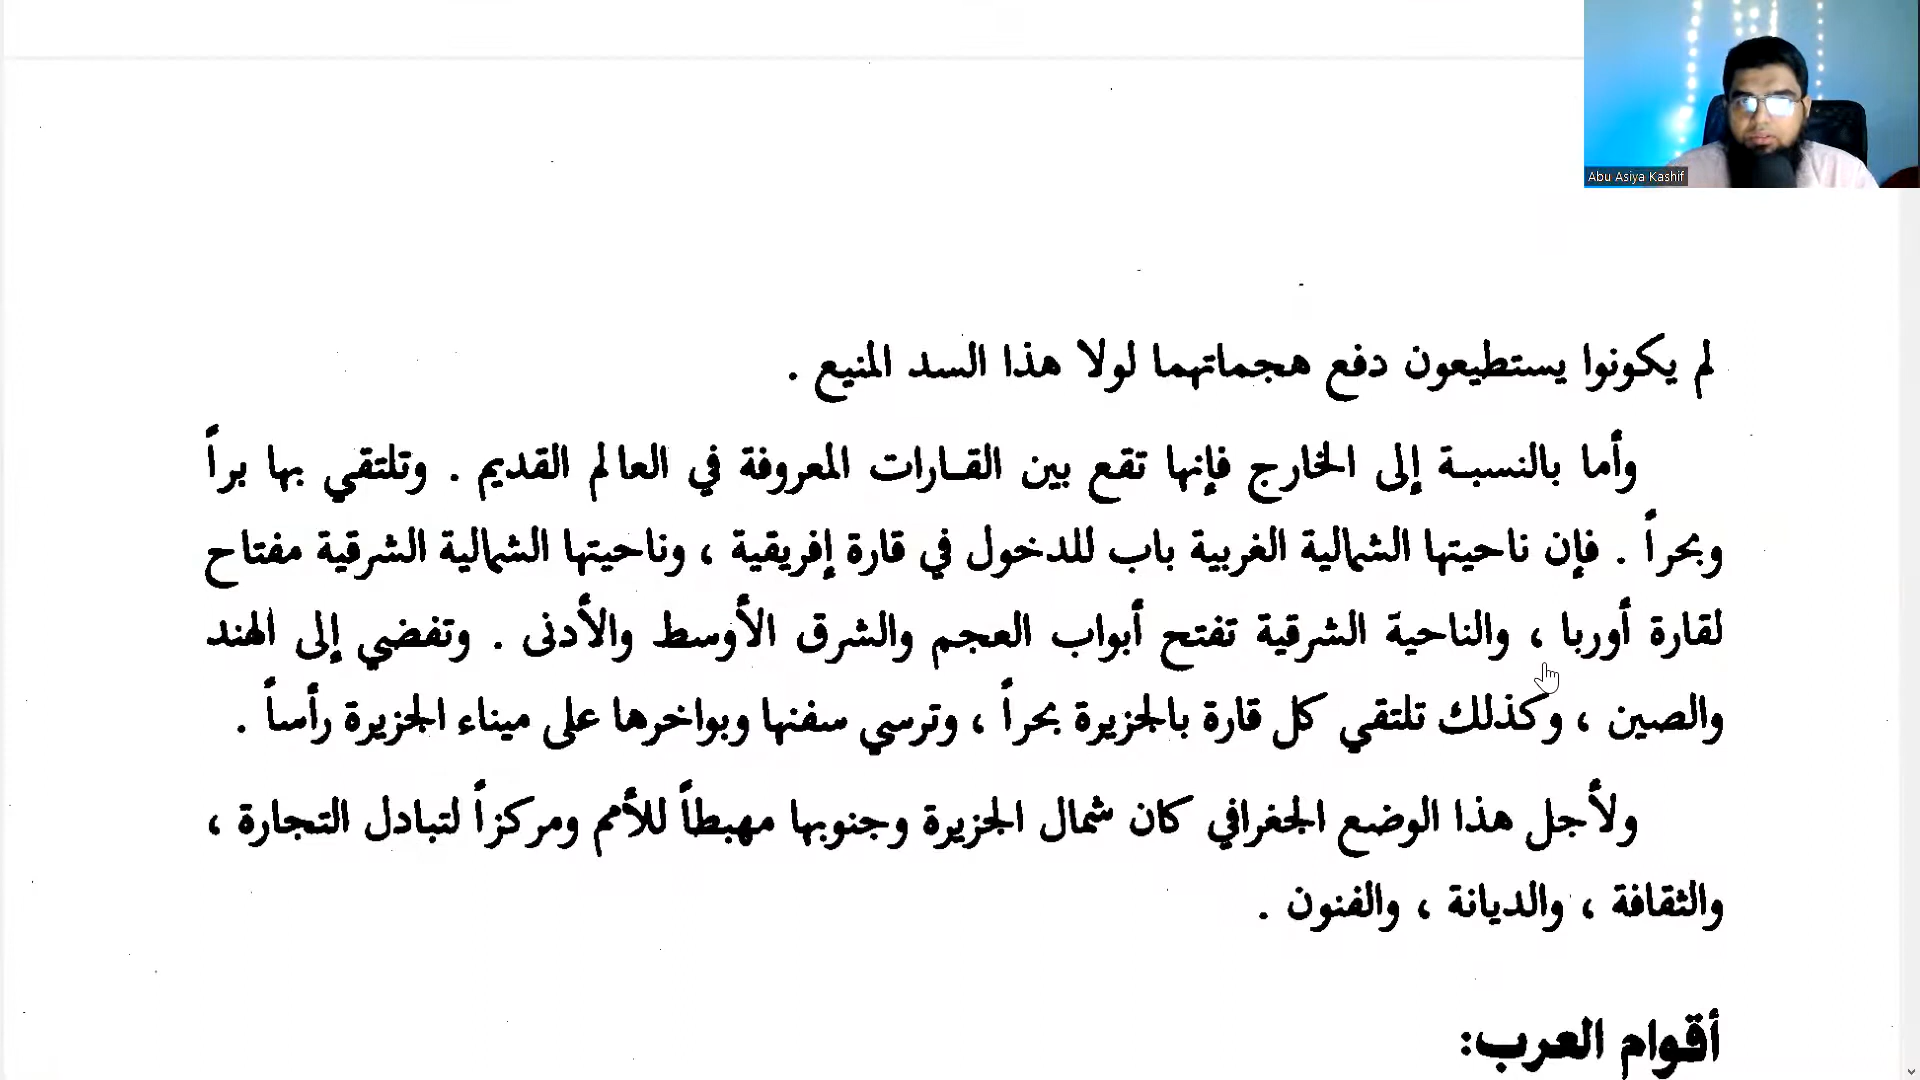 Abu Asiya Kashif
لم يكونوا يستطيعون دفع هجماتهما لولا هذا السد المنيع .
وأما بالنسبة إلى الخارج فإنها تقع بين القارات المعروفة في العالم القديم . وتلتقي بها براً
وبحراً . فإن ناحيتها الشمالية الغربية باب للدخول في قارة إفريقية ، وناحيتها الشمالية الشرقية مفتاح
لقارة أوربا ، والناحية الشرقية تفتح أبواب العجم والشرق الأوسط والأدنى . وتفضي إلى الهند
والصين ، وكذلك تلتقي كل قارة بالجزيرة بحراً ، وترسي سفنها وبواخرها على ميناء الجزيرة رأساً .
ولأجل هذا الوضع الجغرافي كان شمال الجزيرة وجنوبها مهبطاً للأمم ومركزاً لتبادل التجارة ،
والثقافة ، والديانة ، والفنون .
أقوام العرب: